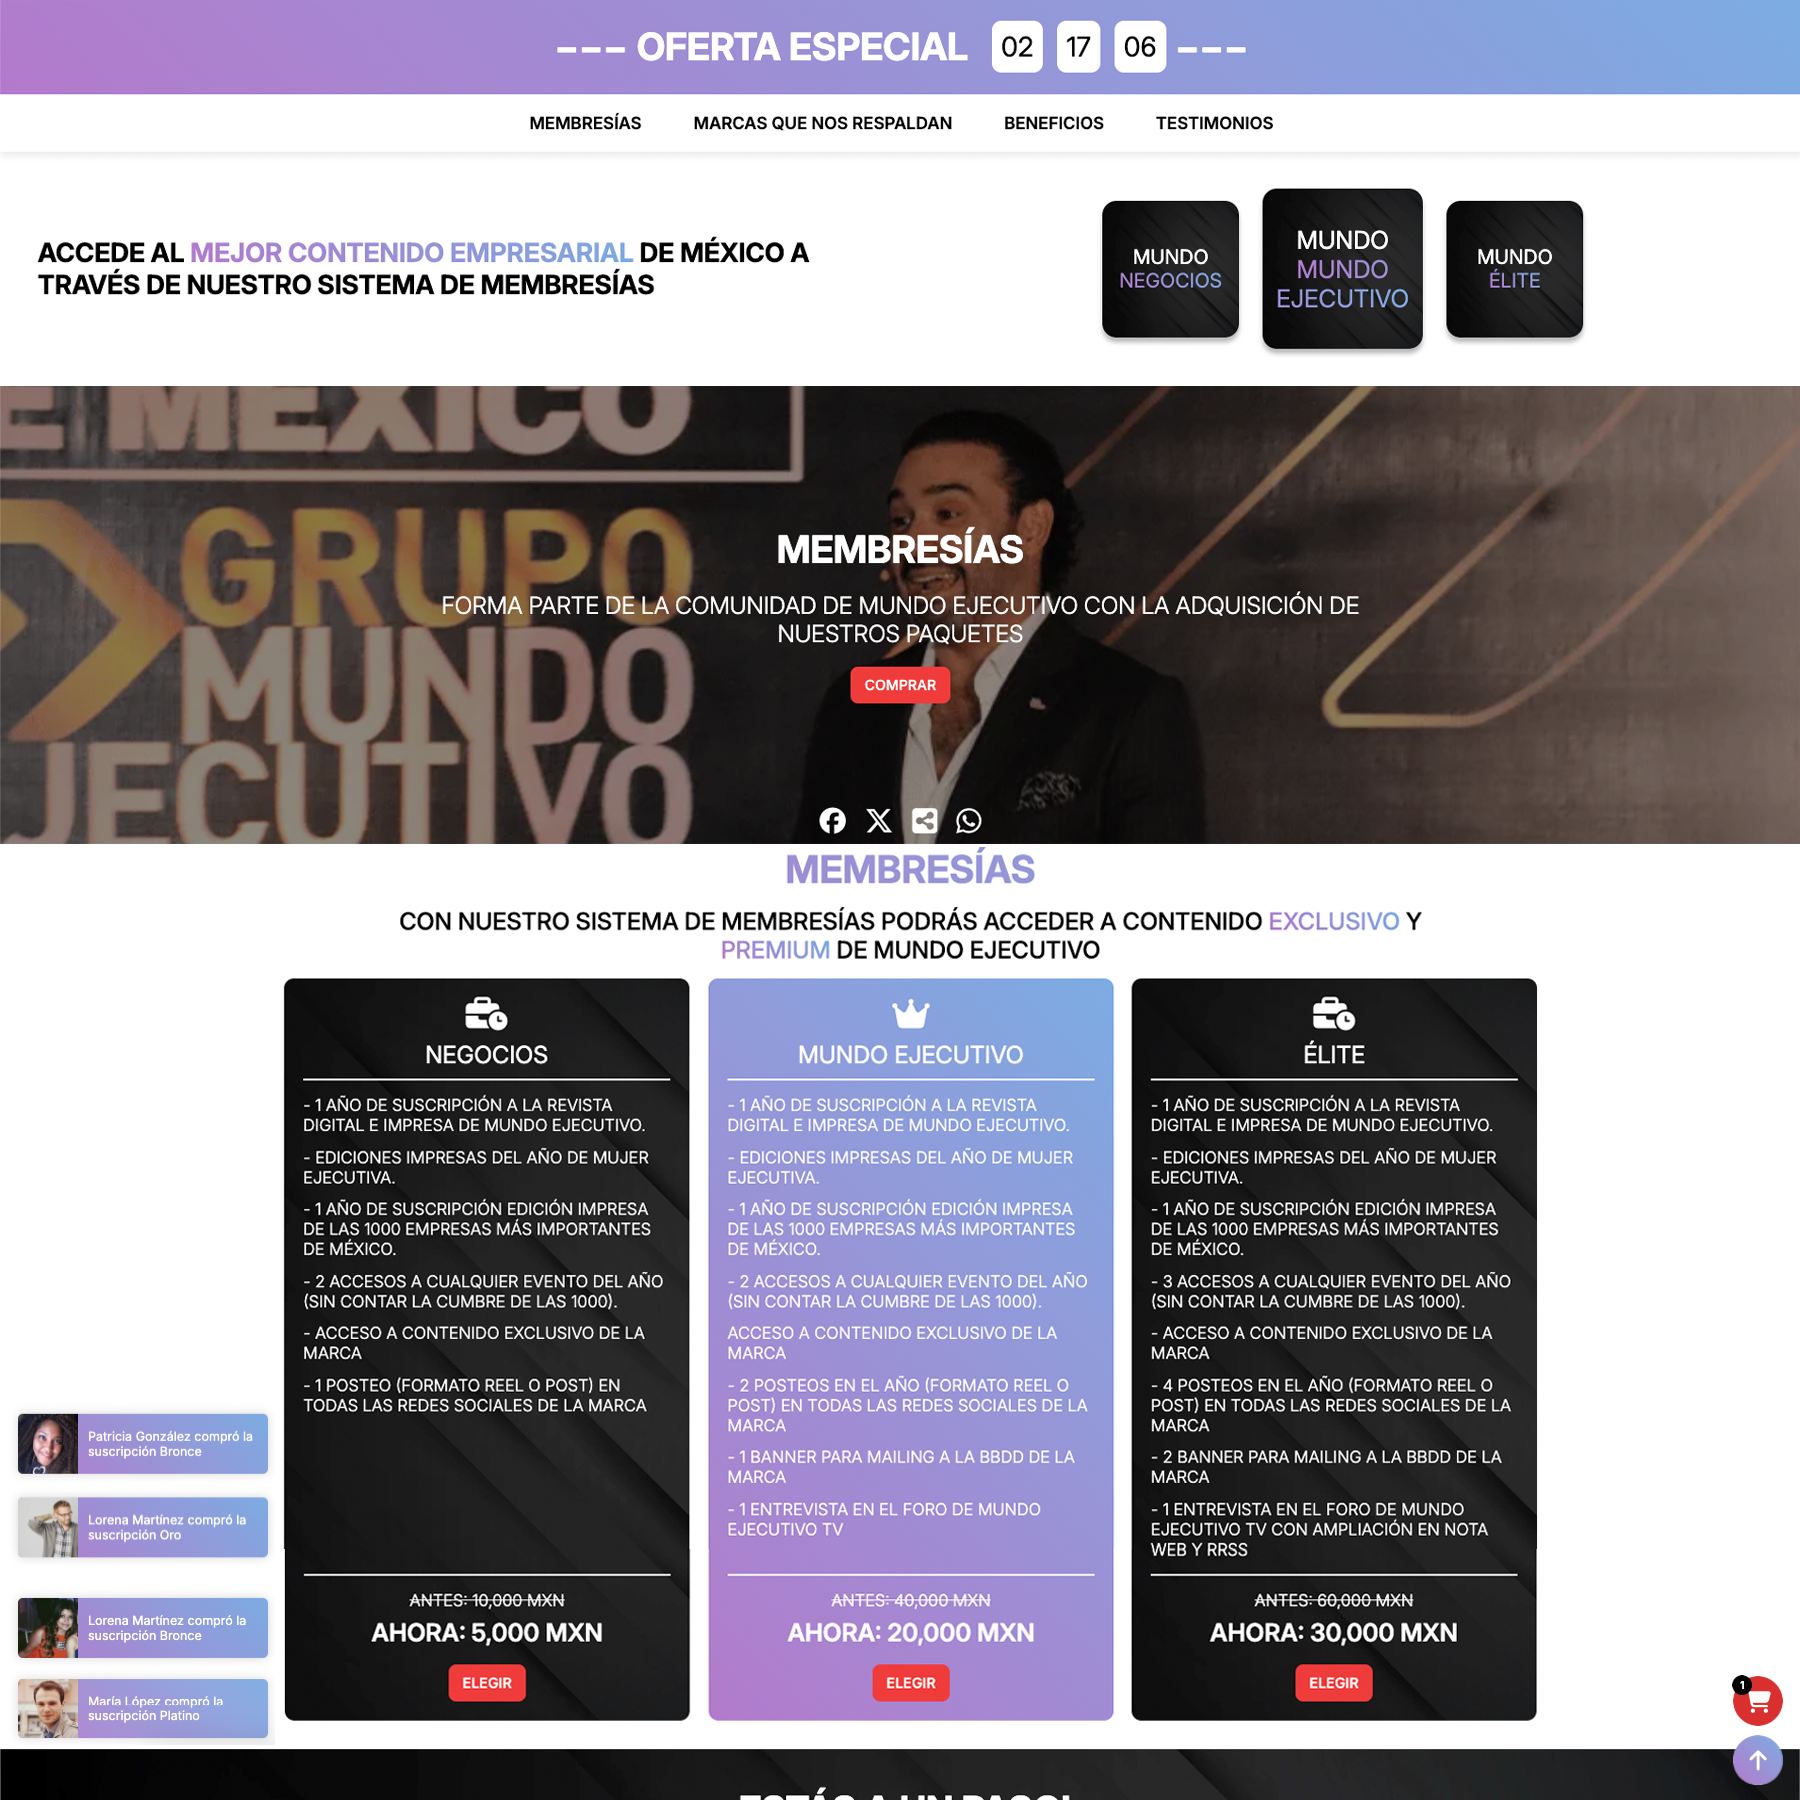 --- OFERTA ESPECIAL 02 17 06 ---
MEMBRESÍAS MARCAS QUE NOS RESPALDAN BENEFICIOS TESTIMONIOS
ACCEDE AL MEJOR CONTENIDO EMPRESARIAL DE MÉXICO A
TRAVÉS DE NUESTRO SISTEMA DE MEMBRESÍAS
MUNDO
NEGOCIOS
MUNDO
MUNDO
EJECUTIVO
MUNDO
ÉLITE
E MÉXICO
GRUPO
MUNDO
EJECUTIVO
MEMBRESÍAS
FORMA PARTE DE LA COMUNIDAD DE MUNDO EJECUTIVO CON LA ADQUISICIÓN DE
NUESTROS PAQUETES
COMPRAR
MEMBRESÍAS
CON NUESTRO SISTEMA DE MEMBRESÍAS PODRÁS ACCEDER A CONTENIDO EXCLUSIVO Y
PREMIUM DE MUNDO EJECUTIVO
NEGOCIOS
- 1 AÑO DE SUSCRIPCIÓN A LA REVISTA
DIGITAL E IMPRESA DE MUNDO EJECUTIVO.
- EDICIONES IMPRESAS DEL AÑO DE MUJER
EJECUTIVA.
- 1 AÑO DE SUSCRIPCIÓN EDICIÓN IMPRESA
DE LAS 1000 EMPRESAS MÁS IMPORTANTES
DE MÉXICO.
- 2 ACCESOS A CUALQUIER EVENTO DEL AÑO
(SIN CONTAR LA CUMBRE DE LAS 1000).
- ACCESO A CONTENIDO EXCLUSIVO DE LA
MARCA
- 1 POSTEO (FORMATO REEL O POST) EN
TODAS LAS REDES SOCIALES DE LA MARCA
ANTES: 10,000 MXN
AHORA: 5,000 MXN
ELEGIR
MUNDO EJECUTIVO
- 1 AÑO DE SUSCRIPCIÓN A LA REVISTA
DIGITAL E IMPRESA DE MUNDO EJECUTIVO.
- EDICIONES IMPRESAS DEL AÑO DE MUJER
EJECUTIVA.
- 1 AÑO DE SUSCRIPCIÓN EDICIÓN IMPRESA
DE LAS 1000 EMPRESAS MÁS IMPORTANTES
DE MÉXICO.
- 2 ACCESOS A CUALQUIER EVENTO DEL AÑO
(SIN CONTAR LA CUMBRE DE LAS 1000).
ACCESO A CONTENIDO EXCLUSIVO DE LA
MARCA
- 2 POSTEOS EN EL AÑO (FORMATO REEL O
POST) EN TODAS LAS REDES SOCIALES DE LA
MARCA
- 1 BANNER PARA MAILING A LA BBDD DE LA
MARCA
- 1 ENTREVISTA EN EL FORO DE MUNDO
EJECUTIVO TV
ANTES: 40,000 MXN
AHORA: 20,000 MXN
ELEGIR
ÉLITE
- 1 AÑO DE SUSCRIPCIÓN A LA REVISTA
DIGITAL E IMPRESA DE MUNDO EJECUTIVO.
- EDICIONES IMPRESAS DEL AÑO DE MUJER
EJECUTIVA.
- 1 AÑO DE SUSCRIPCIÓN EDICIÓN IMPRESA
DE LAS 1000 EMPRESAS MÁS IMPORTANTES
DE MÉXICO.
- 3 ACCESOS A CUALQUIER EVENTO DEL AÑO
(SIN CONTAR LA CUMBRE DE LAS 1000).
- ACCESO A CONTENIDO EXCLUSIVO DE LA
MARCA
- 4 POSTEOS EN EL AÑO (FORMATO REEL O
POST) EN TODAS LAS REDES SOCIALES DE LA
MARCA
- 2 BANNER PARA MAILING A LA BBDD DE LA
MARCA
- 1 ENTREVISTA EN EL FORO DE MUNDO
EJECUTIVO TV CON AMPLIACIÓN EN NOTA
WEB Y RRSS
ANTES: 60,000 MXN
AHORA: 30,000 MXN
ELEGIR
Patricia González compró la
suscripción Bronce
Lorena Martínez compró la
suscripción Oro
Lorena Martínez compró la
suscripción Bronce
María López compró la
suscripción Platino
1
ESTÁS A UN PASO!